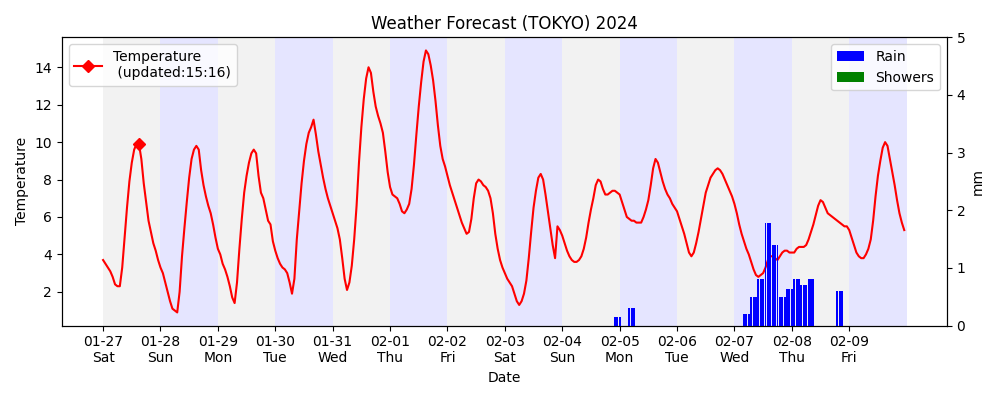 Weather Forecast (TOKYO) 2024
Temperature
(updated:15:16)
Rain
Showers
Temperature
14
12
10
8
6
4
2
5
4
3
2
1
0
mm
01-27 01-28 01-29 01-30 01-31 02-01 02-02 02-03 02-04 02-05 02-06 02-07 02-08 02-09
Sat Sun Mon Tue Wed Thu Fri Sat Sun Mon Tue Wed Thu Fri
Date